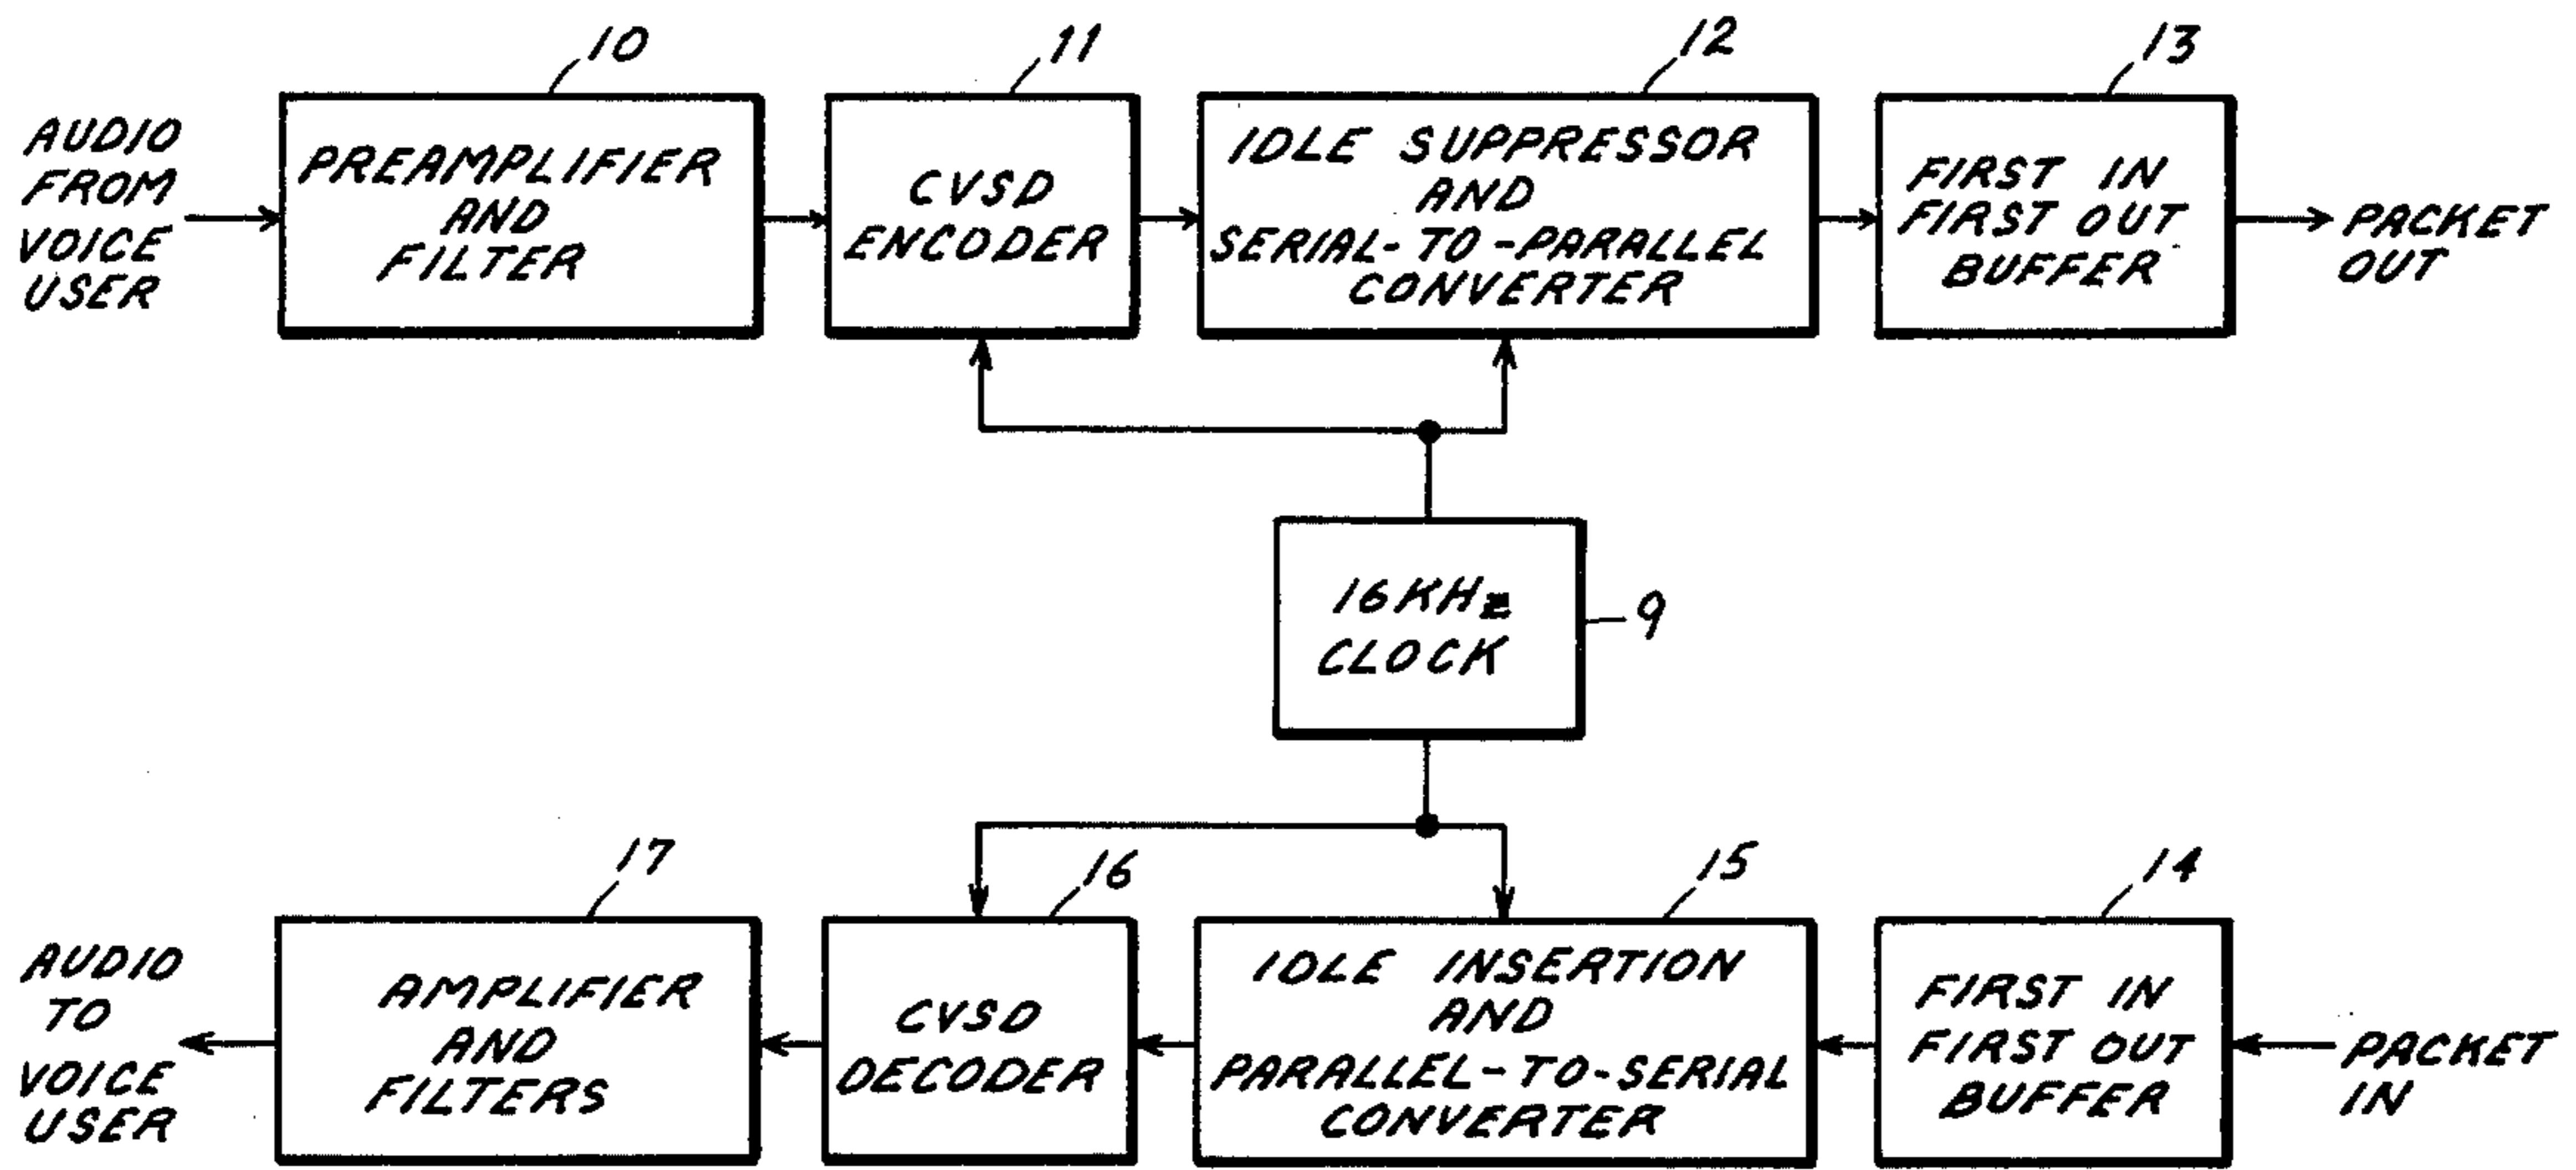 10
11
12
13
AUDIO
FROM
VOICE
USER
PREAMPLIFIER
AND
FILTER
CVSD
ENCODER
IDLE SUPPRESSOR
AND
SERIAL-TO-PARALLEL
CONVERTER
FIRST IN
FIRST OUT
BUFFER
PACKET
OUT
16KHz
CLOCK
9
17
16
15
14
AUDIO
TO
VOICE
USER
AMPLIFIER
AND
FILTERS
CVSD
DECODER
IDLE INSERTION
AND
PARALLEL-TO-SERIAL
CONVERTER
FIRST IN
FIRST OUT
BUFFER
PACKET
IN